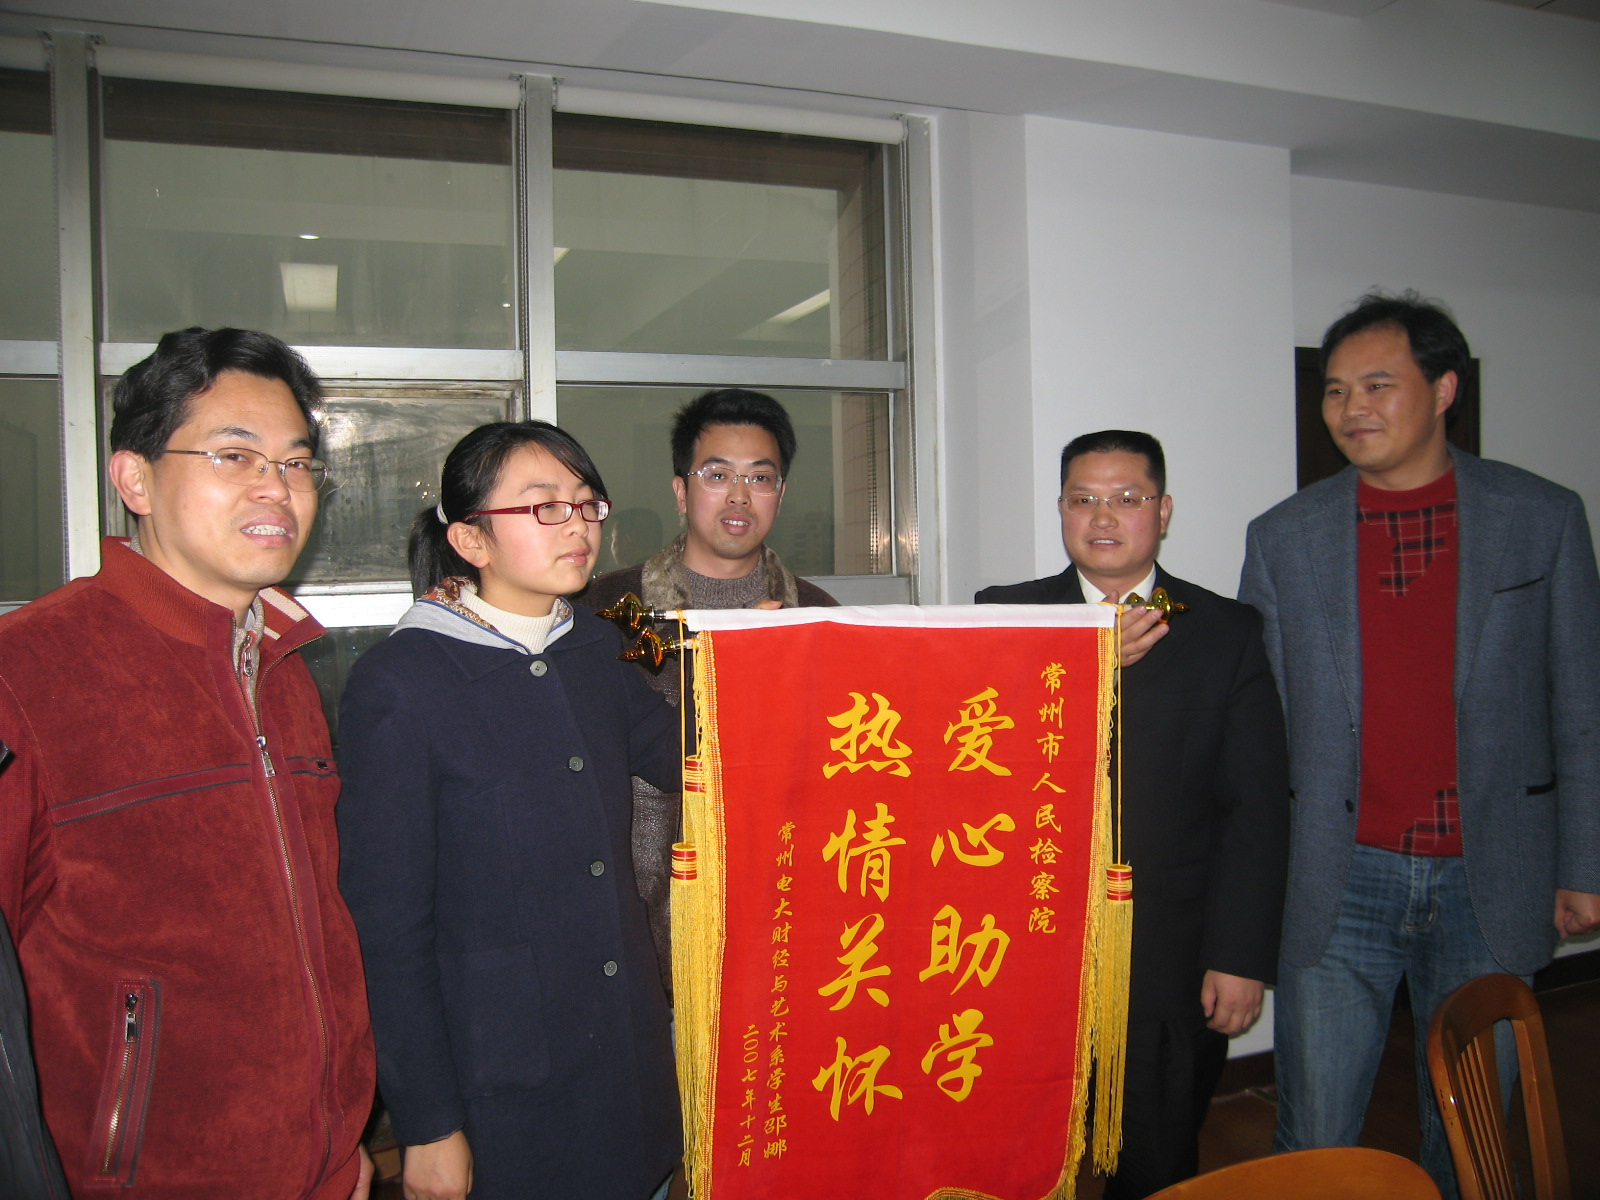 常州市人民检察院
爱心助学
热情关怀
常州电大财经与艺术系学生邵娜
二〇〇七年十二月